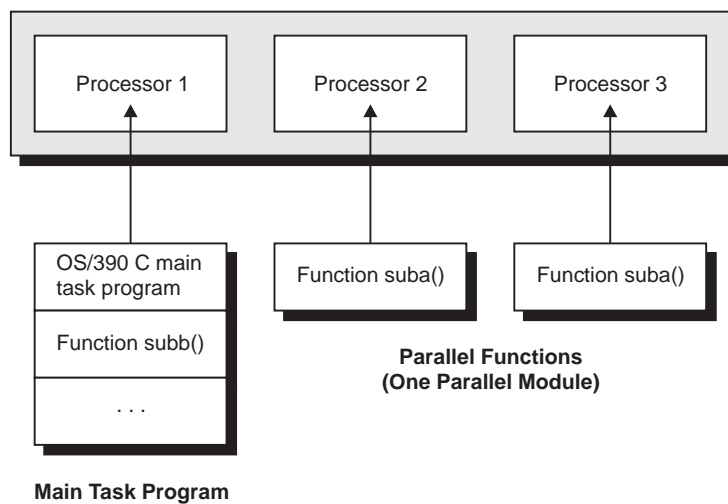 Processor 1
Processor 2
Processor 3
OS/390 C main
task program
Function subb()
. . .
Main Task Program
Function suba()
Function suba()
Parallel Functions
(One Parallel Module)